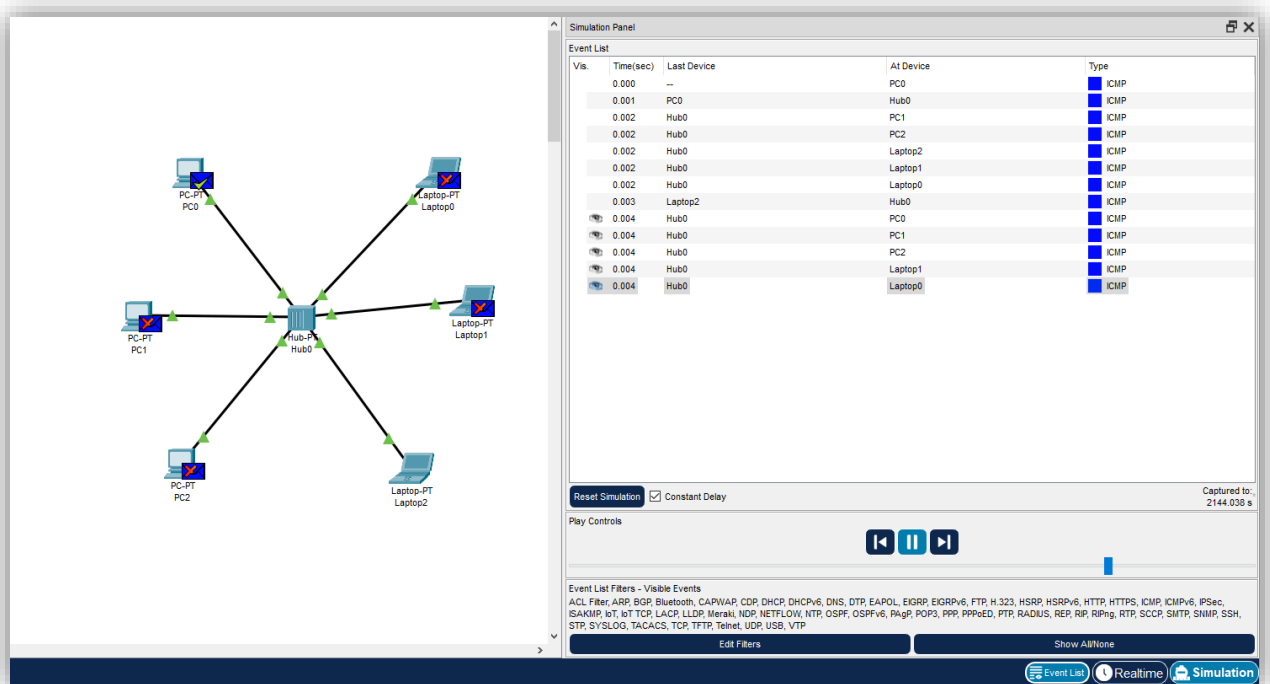 PC-PT
PC0
Laptop-PT
Laptop0
PC-PT
PC1
Hub-PT
Hub0
Laptop-PT
Laptop1
PC-PT
PC2
Laptop-PT
Laptop2
Simulation Panel
Event List
Vis. Time(sec) Last Device At Device Type
0.000 -- PC0 ICMP
0.001 PC0 Hub0 ICMP
0.002 Hub0 PC1 ICMP
0.002 Hub0 PC2 ICMP
0.002 Hub0 Laptop2 ICMP
0.002 Hub0 Laptop1 ICMP
0.002 Hub0 Laptop0 ICMP
0.003 Laptop2 Hub0 ICMP
0.004 Hub0 PC0 ICMP
0.004 Hub0 PC1 ICMP
0.004 Hub0 PC2 ICMP
0.004 Hub0 Laptop1 ICMP
0.004 Hub0 Laptop0 ICMP
Reset Simulation Constant Delay Captured to:
2144.038 s
Play Controls
Event List Filters - Visible Events
ACL Filter, ARP, BGP, Bluetooth, CAPWAP, CDP, DHCP, DHCPv6, DNS, DTP, EAPOL, EIGRP, EIGRPv6, FTP, H.323, HSRP, HSRPv6, HTTP, HTTPS, ICMP, ICMPv6, IPSec,
ISAKMP, IoT, IoT TCP, LACP, LLDP, Meraki, NDP, NETFLOW, NTP, OSPF, OSPFv6, PAgP, POP3, PPP, PPPoED, PTP, RADIUS, REP, RIP, RIPng, RTP, SCCP, SMTP, SNMP, SSH,
STP, SYSLOG, TACACS, TCP, TFTP, Telnet, UDP, USB, VTP
Edit Filters Show All/None
Event List Realtime Simulation